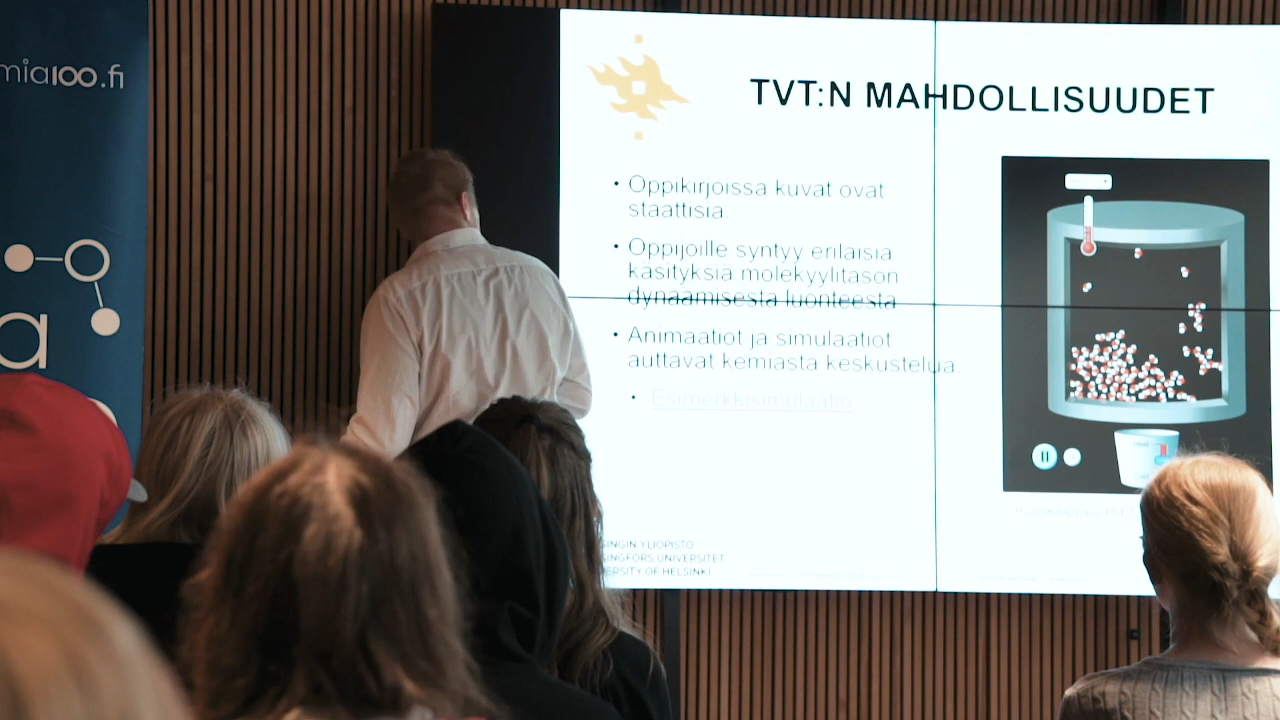 mia100.fi
TVT:N MAHDOLLISUUDET
• Oppikirjoissa kuvat ovat
staattisia
• Oppijoille syntyy erilaisia
käsityksiä molekyylitason
dynaamisesta luonteesta
• Animaatiot ja simulaatiot
auttavat kemiasta keskustelua
• Esimerkkisimulaatio
a
SINGIN YLIOPISTO
SINGFORS UNIVERSITET
ERSITY OF HELSINKI